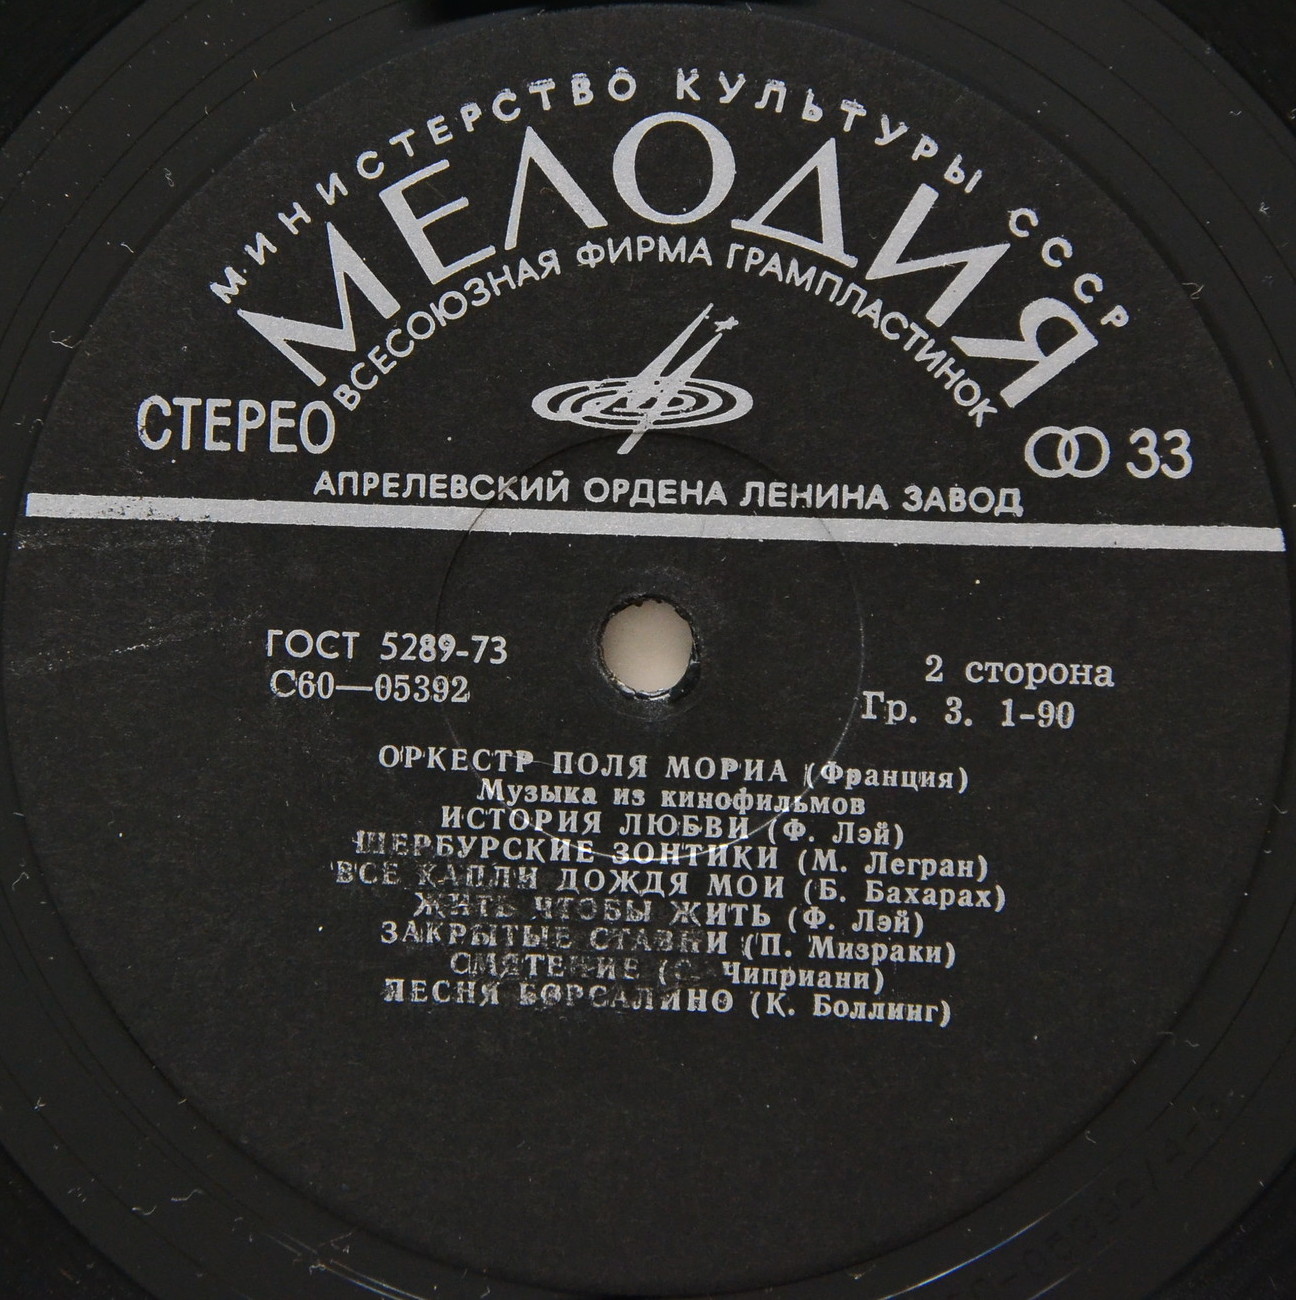 МИНИСТЕРСТВО КУЛЬТУРЫ СССР
МЕЛОДИЯ
ВСЕСОЮЗНАЯ ФИРМА ГРАМПЛАСТИНОК
СТЕРЕО
33
АПРЕЛЕВСКИЙ ОРДЕНА ЛЕНИНА ЗАВОД
ГОСТ 5289-73
С60—05392
2 сторона
Гр. 3. 1-90
ОРКЕСТР ПОЛЯ МОРИА (Франция)
Музыка из кинофильмов
ИСТОРИЯ ЛЮБВИ (Ф. Лэй)
ШЕРБУРСКИЕ ЗОНТИКИ (М. Легран)
ВСЕ КАПЛИ ДОЖДЯ МОИ (Б. Бахарах)
ЖИТЬ ЧТОБЫ ЖИТЬ (Ф. Лэй)
ЗАКРЫТЫЕ СТАВНИ (П. Мизраки)
СМЯТЕНИЕ (С. Чиприани)
ПЕСНЯ БОРСАЛИНО (К. Боллинг)